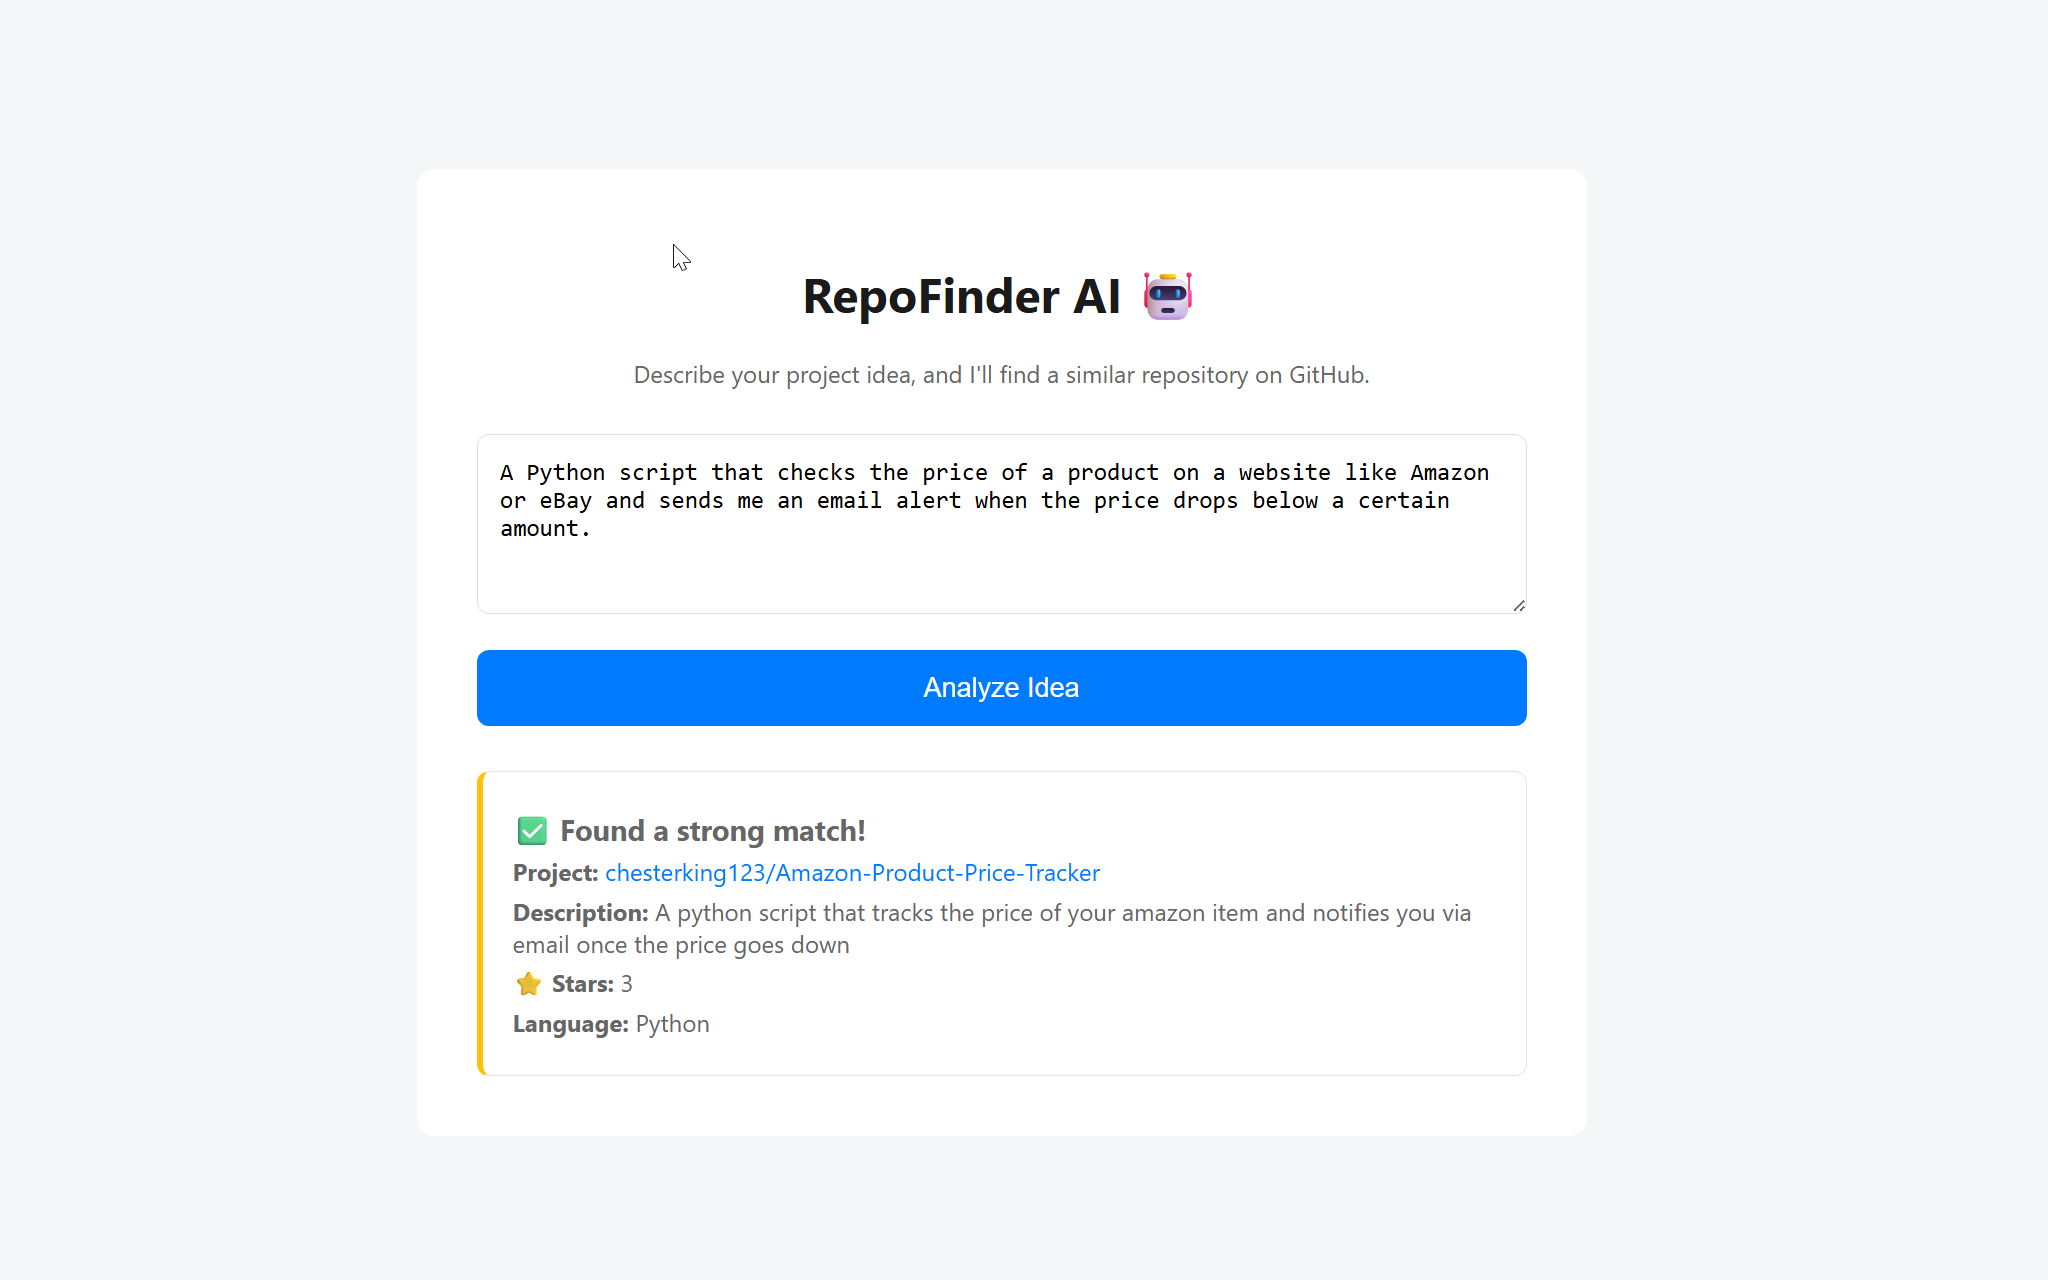 RepoFinder AI 🤖
Describe your project idea, and I'll find a similar repository on GitHub.
A Python script that checks the price of a product on a website like Amazon
or eBay and sends me an email alert when the price drops below a certain
amount.
Analyze Idea
✅ Found a strong match!
Project: chesterking123/Amazon-Product-Price-Tracker
Description: A python script that tracks the price of your amazon item and notifies you via
email once the price goes down
⭐ Stars: 3
Language: Python